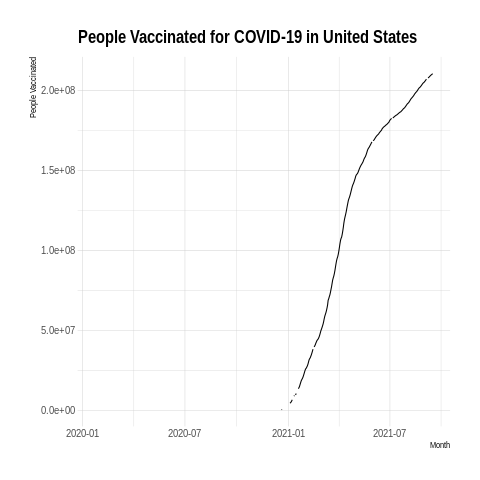 People Vaccinated for COVID-19 in United States
People Vaccinated
2.0e+08
1.5e+08
1.0e+08
5.0e+07
0.0e+00
2020-01 2020-07 2021-01 2021-07
Month